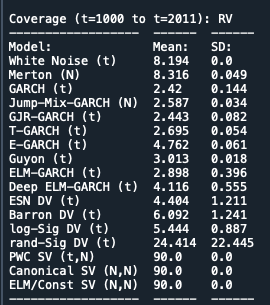 Coverage (t=1000 to t=2011): RV
------------------ ------ ------
Model: Mean: SD:
White Noise (t) 8.194 0.0
Merton (N) 8.316 0.049
GARCH (t) 2.42 0.144
Jump-Mix-GARCH (N) 2.587 0.034
GJR-GARCH (t) 2.443 0.082
T-GARCH (t) 2.695 0.054
E-GARCH (t) 4.762 0.061
Guyon (t) 3.013 0.018
ELM-GARCH (t) 2.898 0.396
Deep ELM-GARCH (t) 4.116 0.555
ESN DV (t) 4.404 1.211
Barron DV (t) 6.092 1.241
log-Sig DV (t) 5.444 0.887
rand-Sig DV (t) 24.414 22.445
PWC SV (t,N) 90.0 0.0
Canonical SV (N,N) 90.0 0.0
ELM/Const SV (N,N) 90.0 0.0
------------------ ------ ------